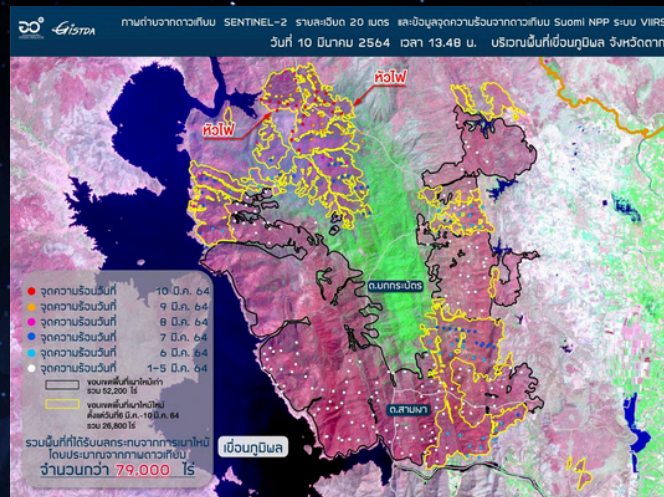 GISTDA
ภาพถ่ายจากดาวเทียม SENTINEL-2 รายละเอียด 20 เมตร และข้อมูลจุดความร้อนจากดาวเทียม Suomi NPP ระบบ VIIRS
วันที่ 10 มีนาคม 2564 เวลา 13.48 น. บริเวณพื้นที่เขื่อนภูมิพล จังหวัดตาก
หัวไฟ
หัวไฟ
ต.ยกกระบัตร
จุดความร้อนวันที่ 10 มี.ค. 64
จุดความร้อนวันที่ 9 มี.ค. 64
จุดความร้อนวันที่ 8 มี.ค. 64
จุดความร้อนวันที่ 7 มี.ค. 64
จุดความร้อนวันที่ 6 มี.ค. 64
จุดความร้อนวันที่ 1-5 มี.ค. 64
ขอบเขตพื้นที่เผาไหม้เก่า
รวม 52,200 ไร่
ขอบเขตพื้นที่เผาไหม้ใหม่
ตั้งแต่วันที่6 มี.ค.-10 มี.ค. 64
รวม 26,800 ไร่
ต.สามเงา
รวมพื้นที่ที่ได้รับผลกระทบจากการเผาไหม้
โดยประมาณจากภาพดาวเทียม
จำนวนกว่า 79,000 ไร่
เขื่อนภูมิพล